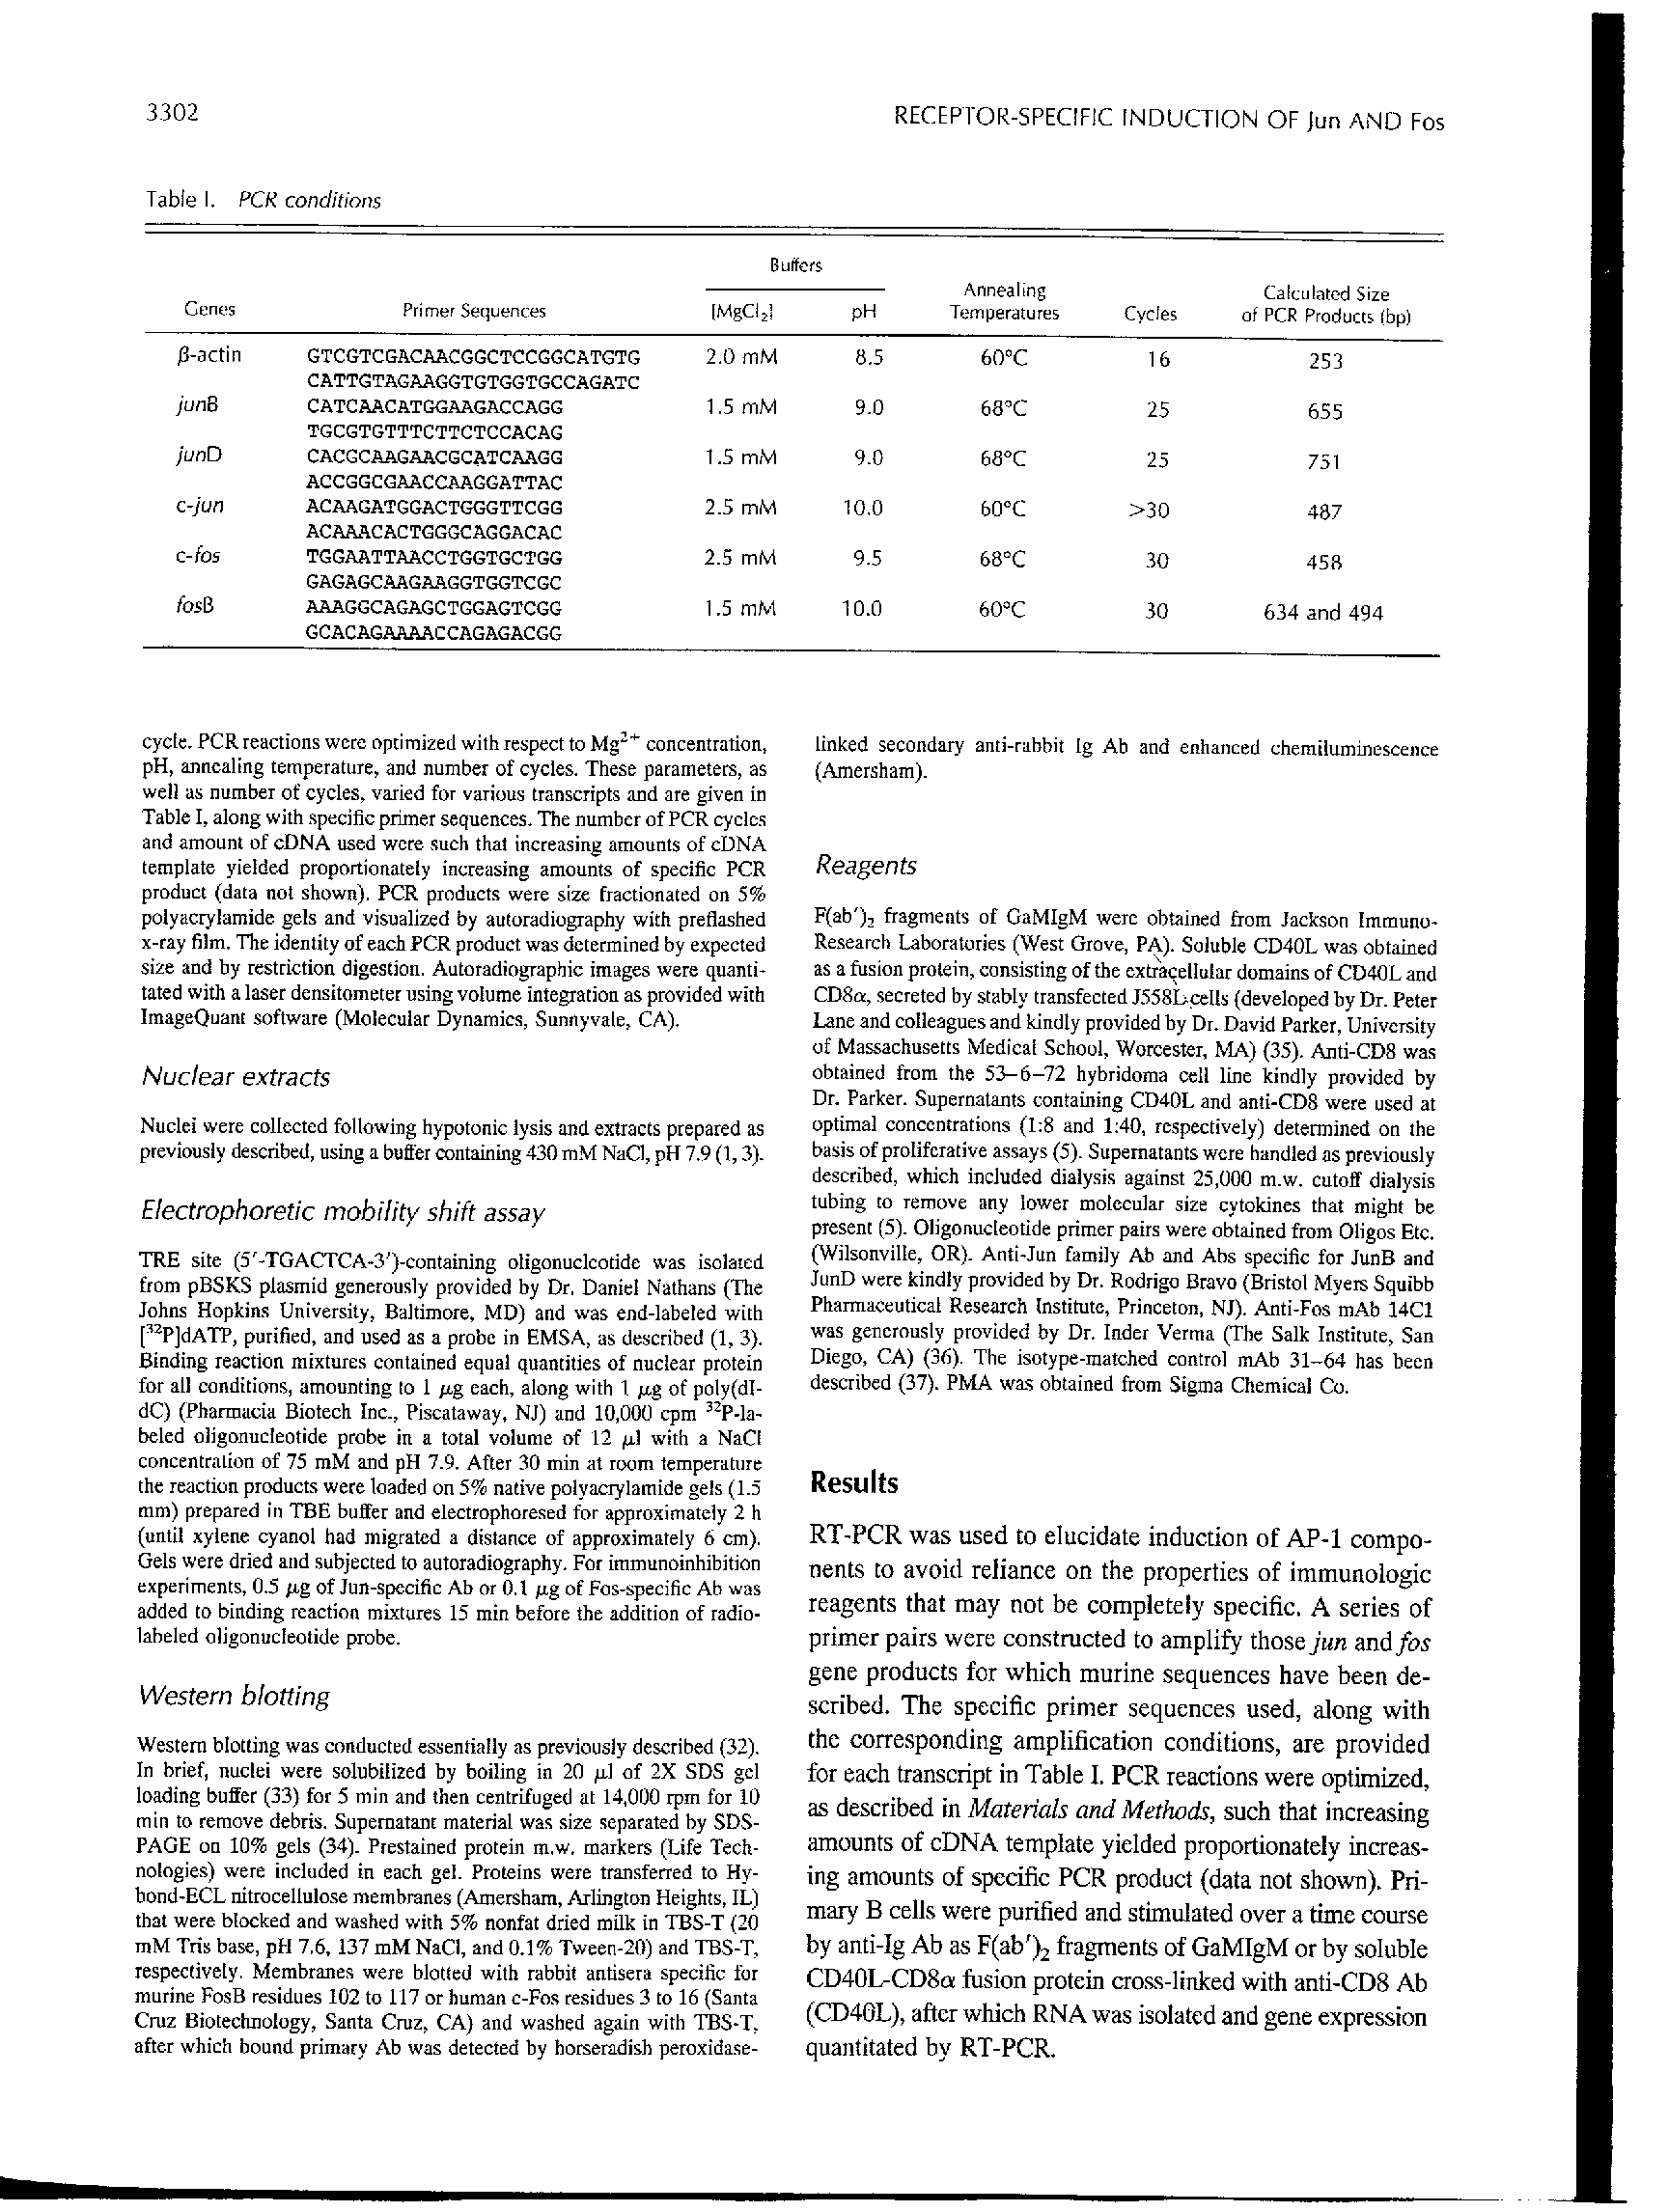 3302
RECEPTOR-SPECIFIC INDUCTION OF Jun AND Fos
Table I. PCR conditions
Buffers
Genes Primer Sequences [MgCl₂] pH Annealing Temperatures Cycles Calculated Size of PCR Products (bp)
β-actin GTCGTCGACAACGGCTCCGGCATGTG 2.0 mM 8.5 60°C 16 253
CATTGTAGAAGGTGTGGTGCCAGATC
junB CATCAACATGGAAGACCAGG 1.5 mM 9.0 68°C 25 655
TGCGTGTTTCTTCTCCACAG
junD CACGCAAGAACGCATCAAGG 1.5 mM 9.0 68°C 25 751
ACCGGCGAACCAAGGATTAC
c-jun ACAAGATGGACTGGGTTCGG 2.5 mM 10.0 60°C >30 487
ACAAACACTGGGCAGGACAC
c-fos TGGAATTAACCTGGTGCTGG 2.5 mM 9.5 68°C 30 458
GAGAGCAAGAAGGTGGTCGC
fosB AAAGGCAGAGCTGGAGTCGG 1.5 mM 10.0 60°C 30 634 and 494
GCACAGAAAACCAGAGACGG
cycle. PCR reactions were optimized with respect to Mg²⁺ concentration,
pH, annealing temperature, and number of cycles. These parameters, as
well as number of cycles, varied for various transcripts and are given in
Table I, along with specific primer sequences. The number of PCR cycles
and amount of cDNA used were such that increasing amounts of cDNA
template yielded proportionately increasing amounts of specific PCR
product (data not shown). PCR products were size fractionated on 5%
polyacrylamide gels and visualized by autoradiography with preflashed
x-ray film. The identity of each PCR product was determined by expected
size and by restriction digestion. Autoradiographic images were quanti-
tated with a laser densitometer using volume integration as provided with
ImageQuant software (Molecular Dynamics, Sunnyvale, CA).
Nuclear extracts
Nuclei were collected following hypotonic lysis and extracts prepared as
previously described, using a buffer containing 430 mM NaCl, pH 7.9 (1, 3).
Electrophoretic mobility shift assay
TRE site (5′-TGACTCA-3′)-containing oligonucleotide was isolated
from pBSKS plasmid generously provided by Dr. Daniel Nathans (The
Johns Hopkins University, Baltimore, MD) and was end-labeled with
[³²P]dATP, purified, and used as a probe in EMSA, as described (1, 3).
Binding reaction mixtures contained equal quantities of nuclear protein
for all conditions, amounting to 1 μg each, along with 1 μg of poly(dI-
dC) (Pharmacia Biotech Inc., Piscataway, NJ) and 10,000 cpm ³²P-la-
beled oligonucleotide probe in a total volume of 12 μl with a NaCl
concentration of 75 mM and pH 7.9. After 30 min at room temperature
the reaction products were loaded on 5% native polyacrylamide gels (1.5
mm) prepared in TBE buffer and electrophoresed for approximately 2 h
(until xylene cyanol had migrated a distance of approximately 6 cm).
Gels were dried and subjected to autoradiography. For immunoinhibition
experiments, 0.5 μg of Jun-specific Ab or 0.1 μg of Fos-specific Ab was
added to binding reaction mixtures 15 min before the addition of radio-
labeled oligonucleotide probe.
Western blotting
Western blotting was conducted essentially as previously described (32).
In brief, nuclei were solubilized by boiling in 20 μl of 2X SDS gel
loading buffer (33) for 5 min and then centrifuged at 14,000 rpm for 10
min to remove debris. Supernatant material was size separated by SDS-
PAGE on 10% gels (34). Prestained protein m.w. markers (Life Tech-
nologies) were included in each gel. Proteins were transferred to Hy-
bond-ECL nitrocellulose membranes (Amersham, Arlington Heights, IL)
that were blocked and washed with 5% nonfat dried milk in TBS-T (20
mM Tris base, pH 7.6, 137 mM NaCl, and 0.1% Tween-20) and TBS-T,
respectively. Membranes were blotted with rabbit antisera specific for
murine FosB residues 102 to 117 or human c-Fos residues 3 to 16 (Santa
Cruz Biotechnology, Santa Cruz, CA) and washed again with TBS-T,
after which bound primary Ab was detected by horseradish peroxidase-
linked secondary anti-rabbit Ig Ab and enhanced chemiluminescence
(Amersham).
Reagents
F(ab′)₂ fragments of GaMIgM were obtained from Jackson Immuno-
Research Laboratories (West Grove, PA). Soluble CD40L was obtained
as a fusion protein, consisting of the extracellular domains of CD40L and
CD8α, secreted by stably transfected J558L cells (developed by Dr. Peter
Lane and colleagues and kindly provided by Dr. David Parker, University
of Massachusetts Medical School, Worcester, MA) (35). Anti-CD8 was
obtained from the 53–6–72 hybridoma cell line kindly provided by
Dr. Parker. Supernatants containing CD40L and anti-CD8 were used at
optimal concentrations (1:8 and 1:40, respectively) determined on the
basis of proliferative assays (5). Supernatants were handled as previously
described, which included dialysis against 25,000 m.w. cutoff dialysis
tubing to remove any lower molecular size cytokines that might be
present (5). Oligonucleotide primer pairs were obtained from Oligos Etc.
(Wilsonville, OR). Anti-Jun family Ab and Abs specific for JunB and
JunD were kindly provided by Dr. Rodrigo Bravo (Bristol Myers Squibb
Pharmaceutical Research Institute, Princeton, NJ). Anti-Fos mAb 14C1
was generously provided by Dr. Inder Verma (The Salk Institute, San
Diego, CA) (36). The isotype-matched control mAb 31–64 has been
described (37). PMA was obtained from Sigma Chemical Co.
Results
RT-PCR was used to elucidate induction of AP-1 compo-
nents to avoid reliance on the properties of immunologic
reagents that may not be completely specific. A series of
primer pairs were constructed to amplify those jun and fos
gene products for which murine sequences have been de-
scribed. The specific primer sequences used, along with
the corresponding amplification conditions, are provided
for each transcript in Table I. PCR reactions were optimized,
as described in Materials and Methods, such that increasing
amounts of cDNA template yielded proportionately increas-
ing amounts of specific PCR product (data not shown). Pri-
mary B cells were purified and stimulated over a time course
by anti-Ig Ab as F(ab′)₂ fragments of GaMIgM or by soluble
CD40L-CD8α fusion protein cross-linked with anti-CD8 Ab
(CD40L), after which RNA was isolated and gene expression
quantitated by RT-PCR.